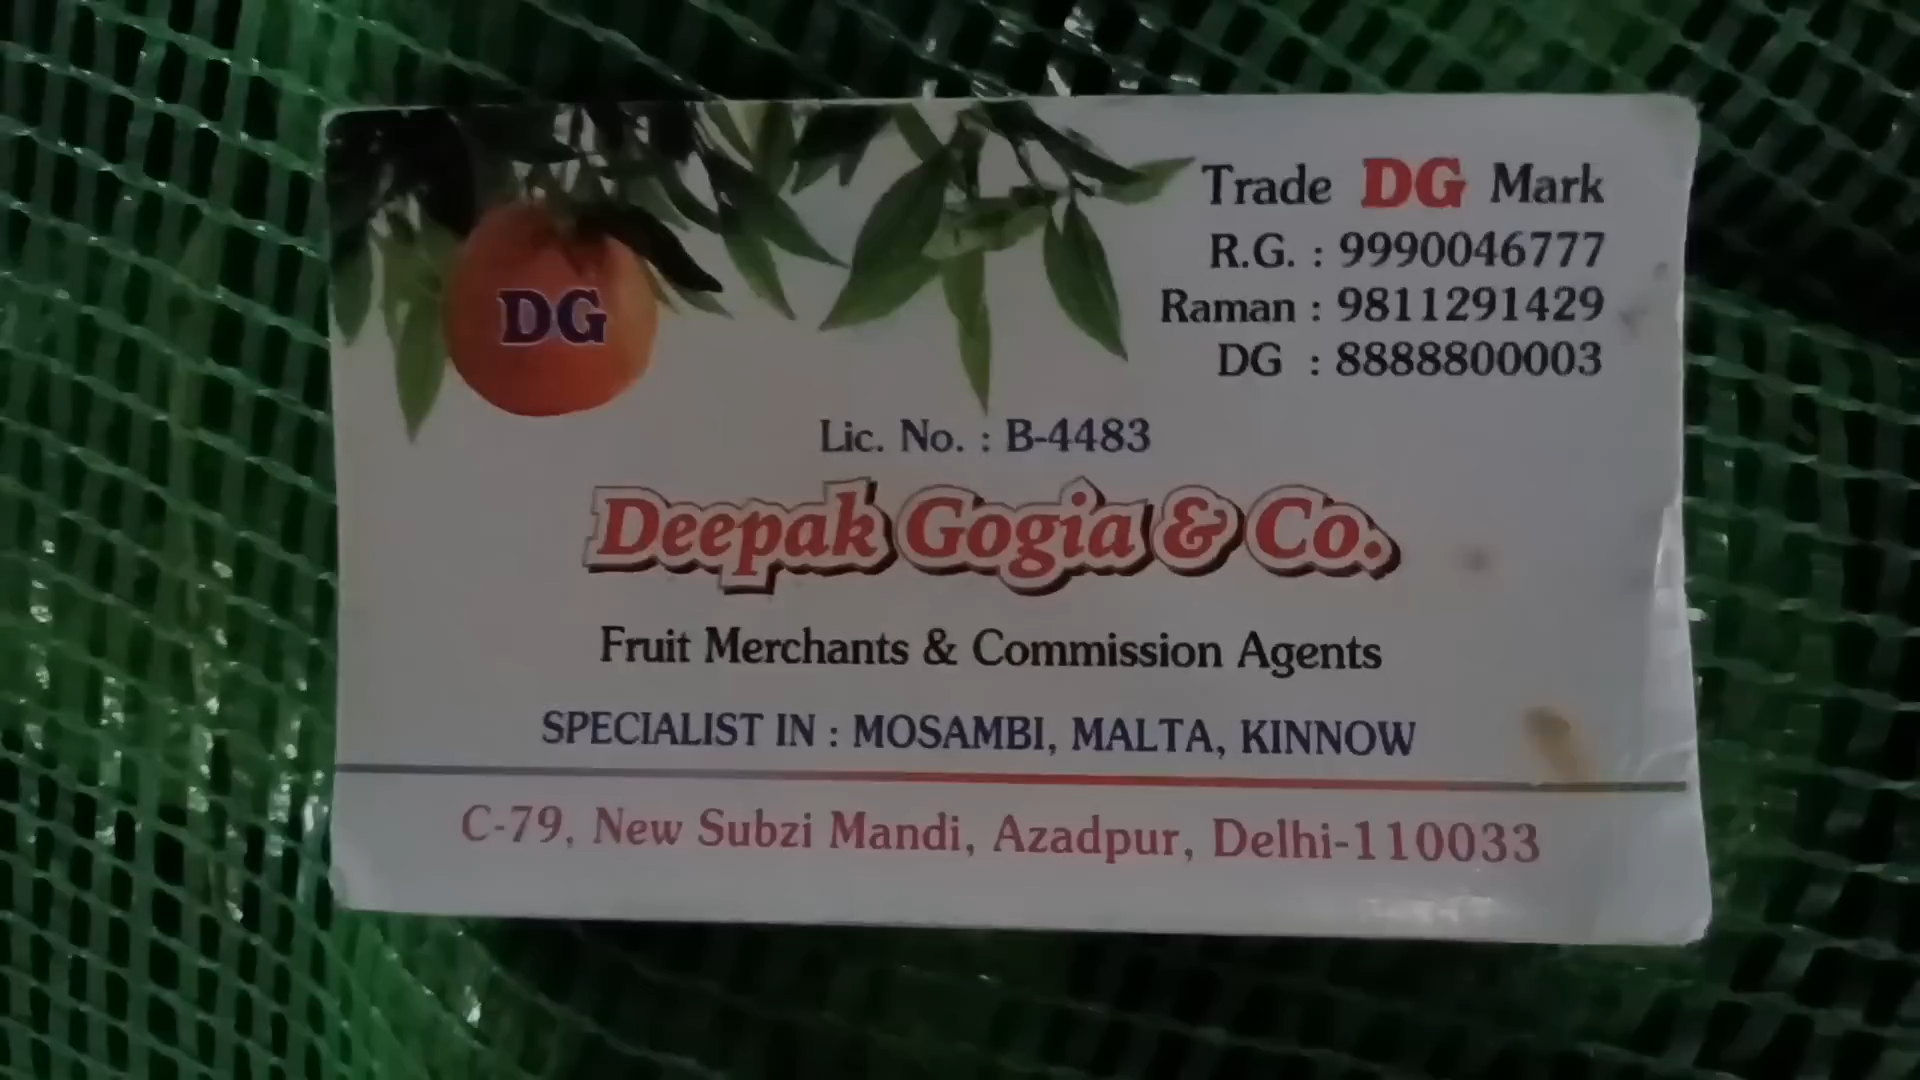 DG
Trade DG Mark
R.G. : 9990046777
Raman : 9811291429
DG : 8888800003
Lic. No. : B-4483
Deepak Gogia & Co.
Fruit Merchants & Commission Agents
SPECIALIST IN : MOSAMBI, MALTA, KINNOW
C-79, New Subzi Mandi, Azadpur, Delhi-110033